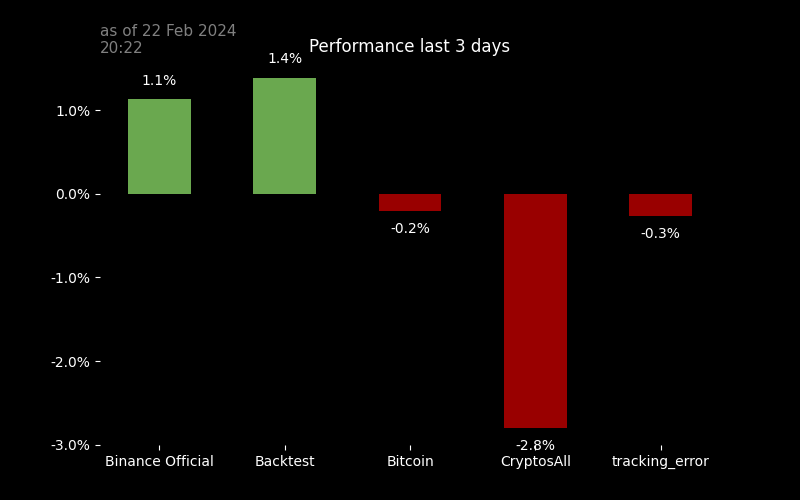 as of 22 Feb 2024
20:22
Performance last 3 days
1.1%
1.4%
-0.2%
-2.8%
-0.3%
1.0%
0.0%
-1.0%
-2.0%
-3.0%
Binance Official
Backtest
Bitcoin
CryptosAll
tracking_error